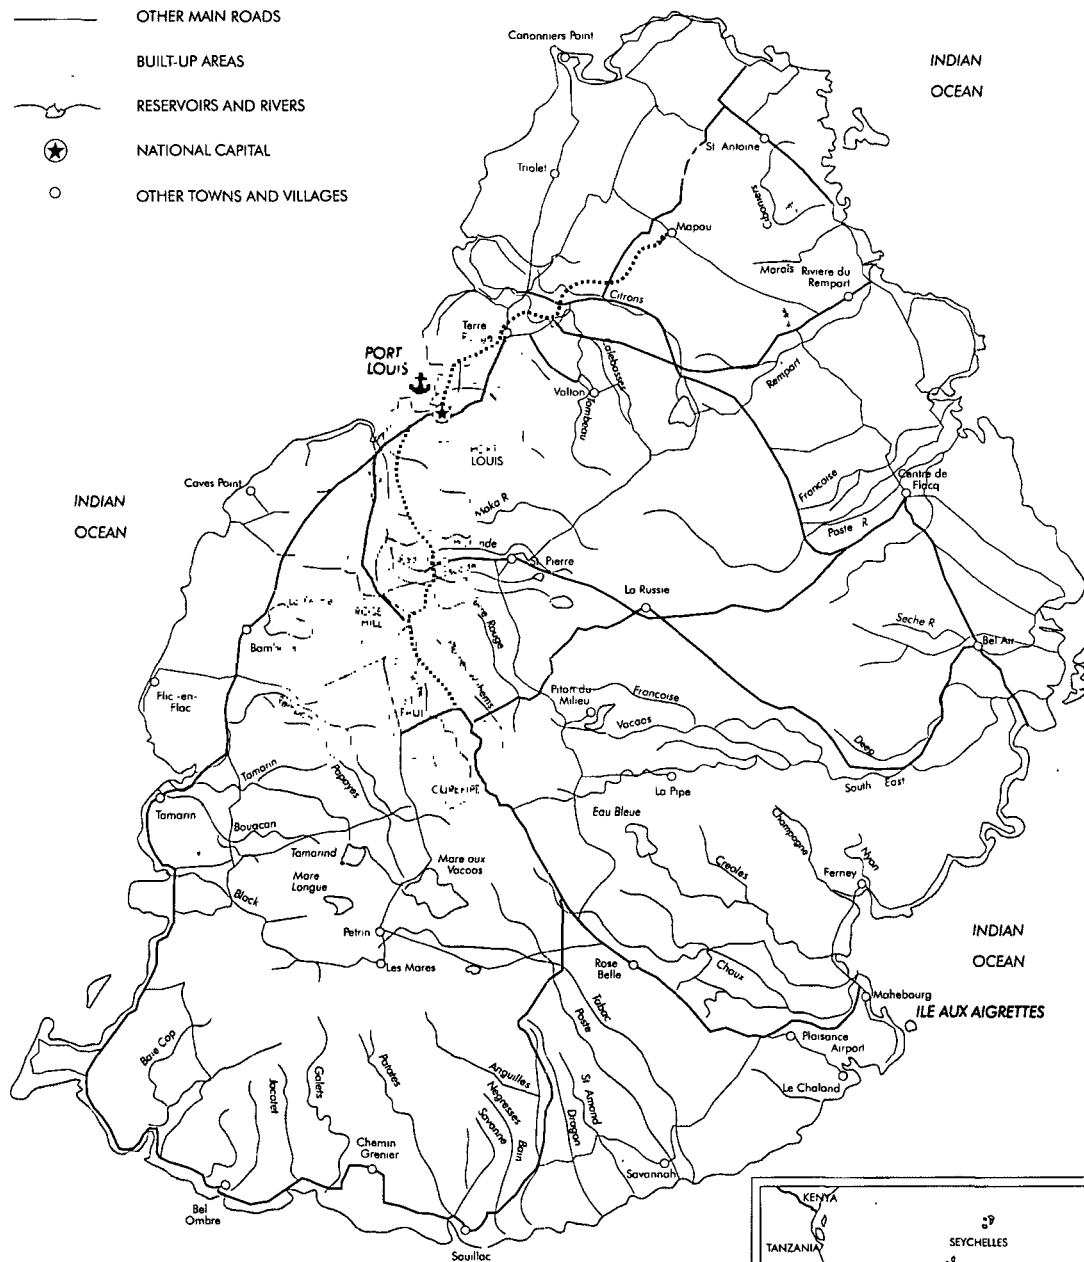 OTHER MAIN ROADS
BUILT-UP AREAS
RESERVOIRS AND RIVERS
NATIONAL CAPITAL
OTHER TOWNS AND VILLAGES
INDIAN
OCEAN
Canonniers Point
St Antoine
Triolet
Mapou
Marais
Riviere du
Rempart
Citrons
Terre
PORT
LOUIS
Calebasses
Rempart
Valton
Tombeau
LOUIS
Caves Point
INDIAN
OCEAN
Moka R
Francoise
Centre de
Flacq
Poste R
Pierre
La Russie
HILL
Rouge
Seche R
Bel Air
Flic-en-
Flac
Piton du
Milieu
Francoise
Vacoas
Deep
South East
Tamarin
Papayes
La Pipe
Tamarin
Bouacan
Eau Bleue
Champagne
Nyon
Tamarind
Mare
Longue
Mare aux
Vacoas
Creoles
Ferney
Black
Petrin
Les Mares
Rose
Belle
Choux
INDIAN
OCEAN
Mahebourg
ILE AUX AIGRETTES
Plaisance
Airport
Le Chaland
Tabac
Poste
Baie Cap
Jacotet
Galets
Patates
Anguilles
Negresses
Savanne
Bain
St Amand
Dragon
Chemin
Grenier
Savannah
Bel
Ombre
Souillac
KENYA
TANZANIA
SEYCHELLES